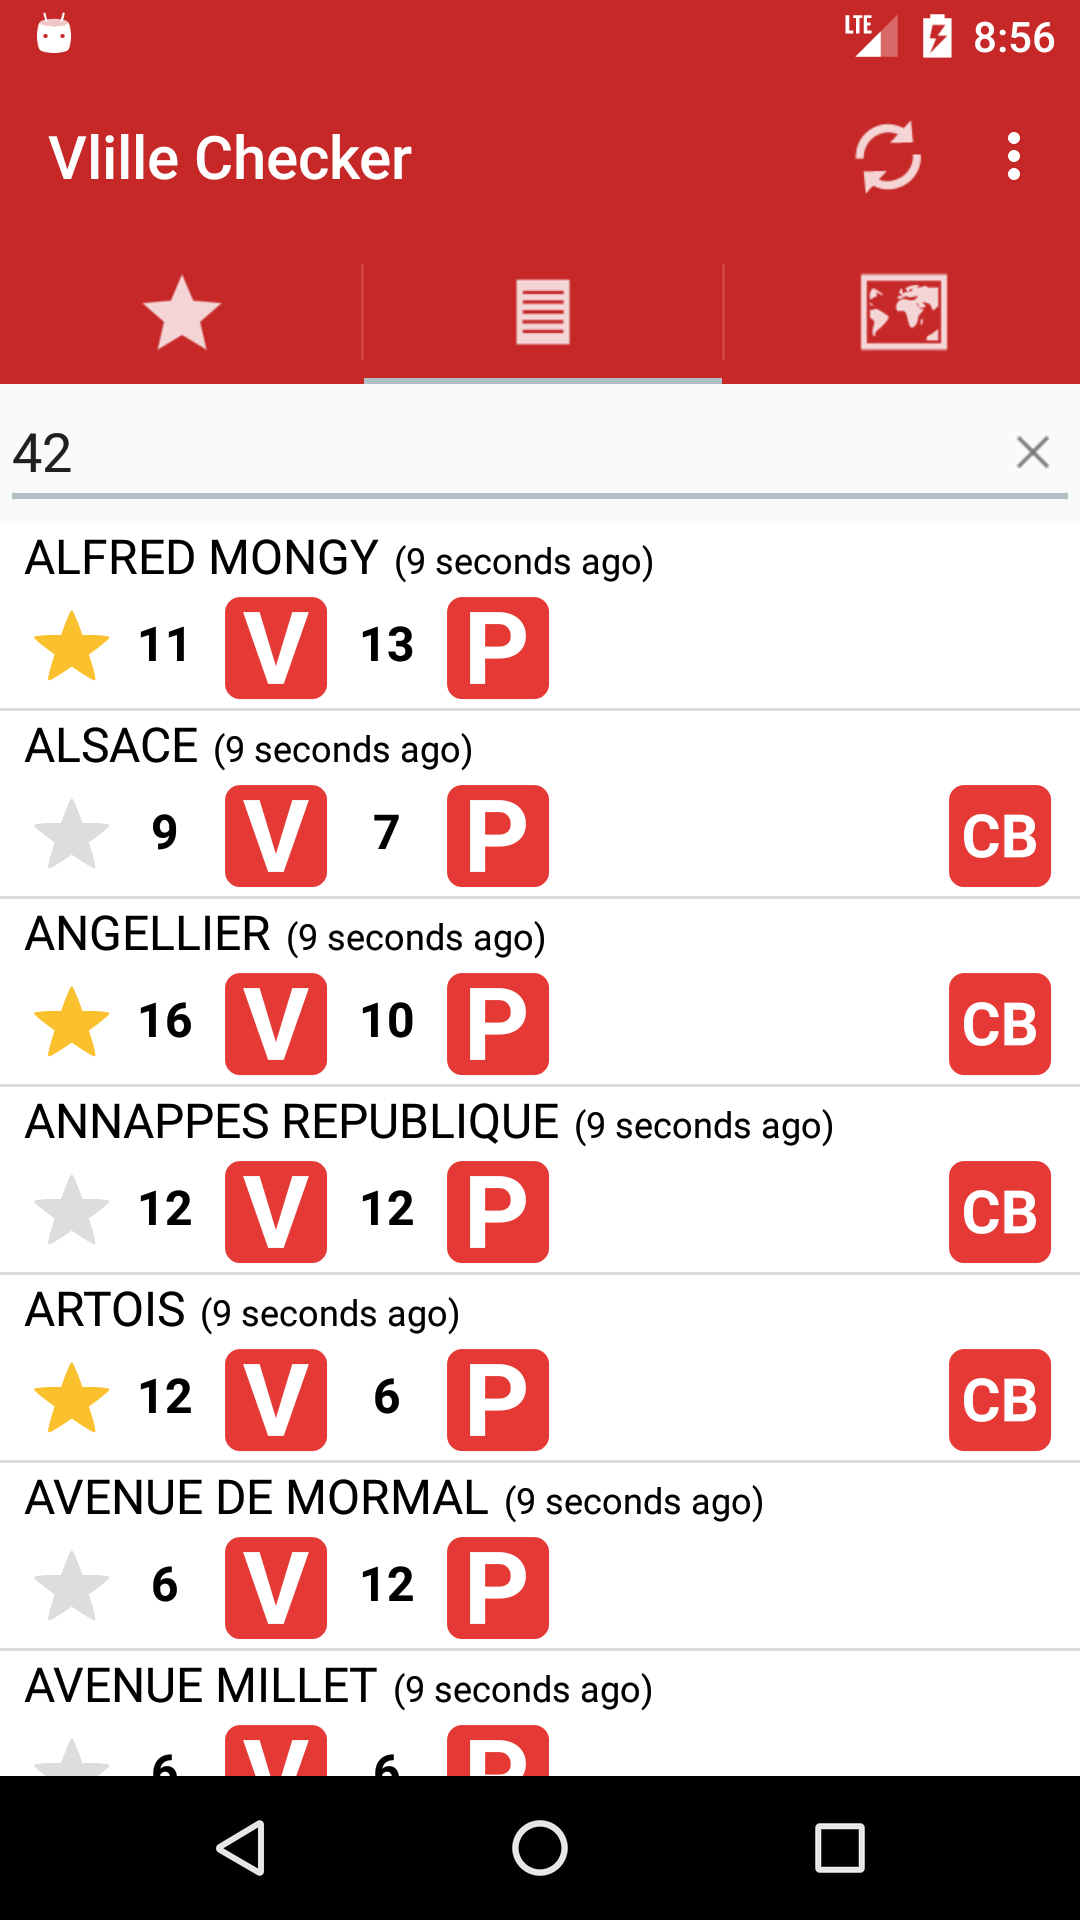 LTE 8:56
Vlille Checker
42
ALFRED MONGY (9 seconds ago)
11 V 13 P
ALSACE (9 seconds ago)
9 V 7 P CB
ANGELLIER (9 seconds ago)
16 V 10 P CB
ANNAPPES REPUBLIQUE (9 seconds ago)
12 V 12 P CB
ARTOIS (9 seconds ago)
12 V 6 P CB
AVENUE DE MORMAL (9 seconds ago)
6 V 12 P
AVENUE MILLET (9 seconds ago)
6 V 6 P